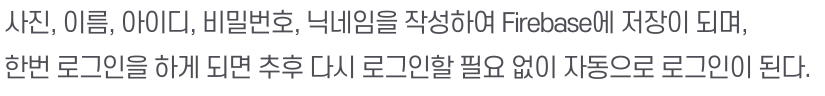 사진, 이름, 아이디, 비밀번호, 닉네임을 작성하여 Firebase에 저장이 되며,
한번 로그인을 하게 되면 추후 다시 로그인할 필요 없이 자동으로 로그인이 된다.